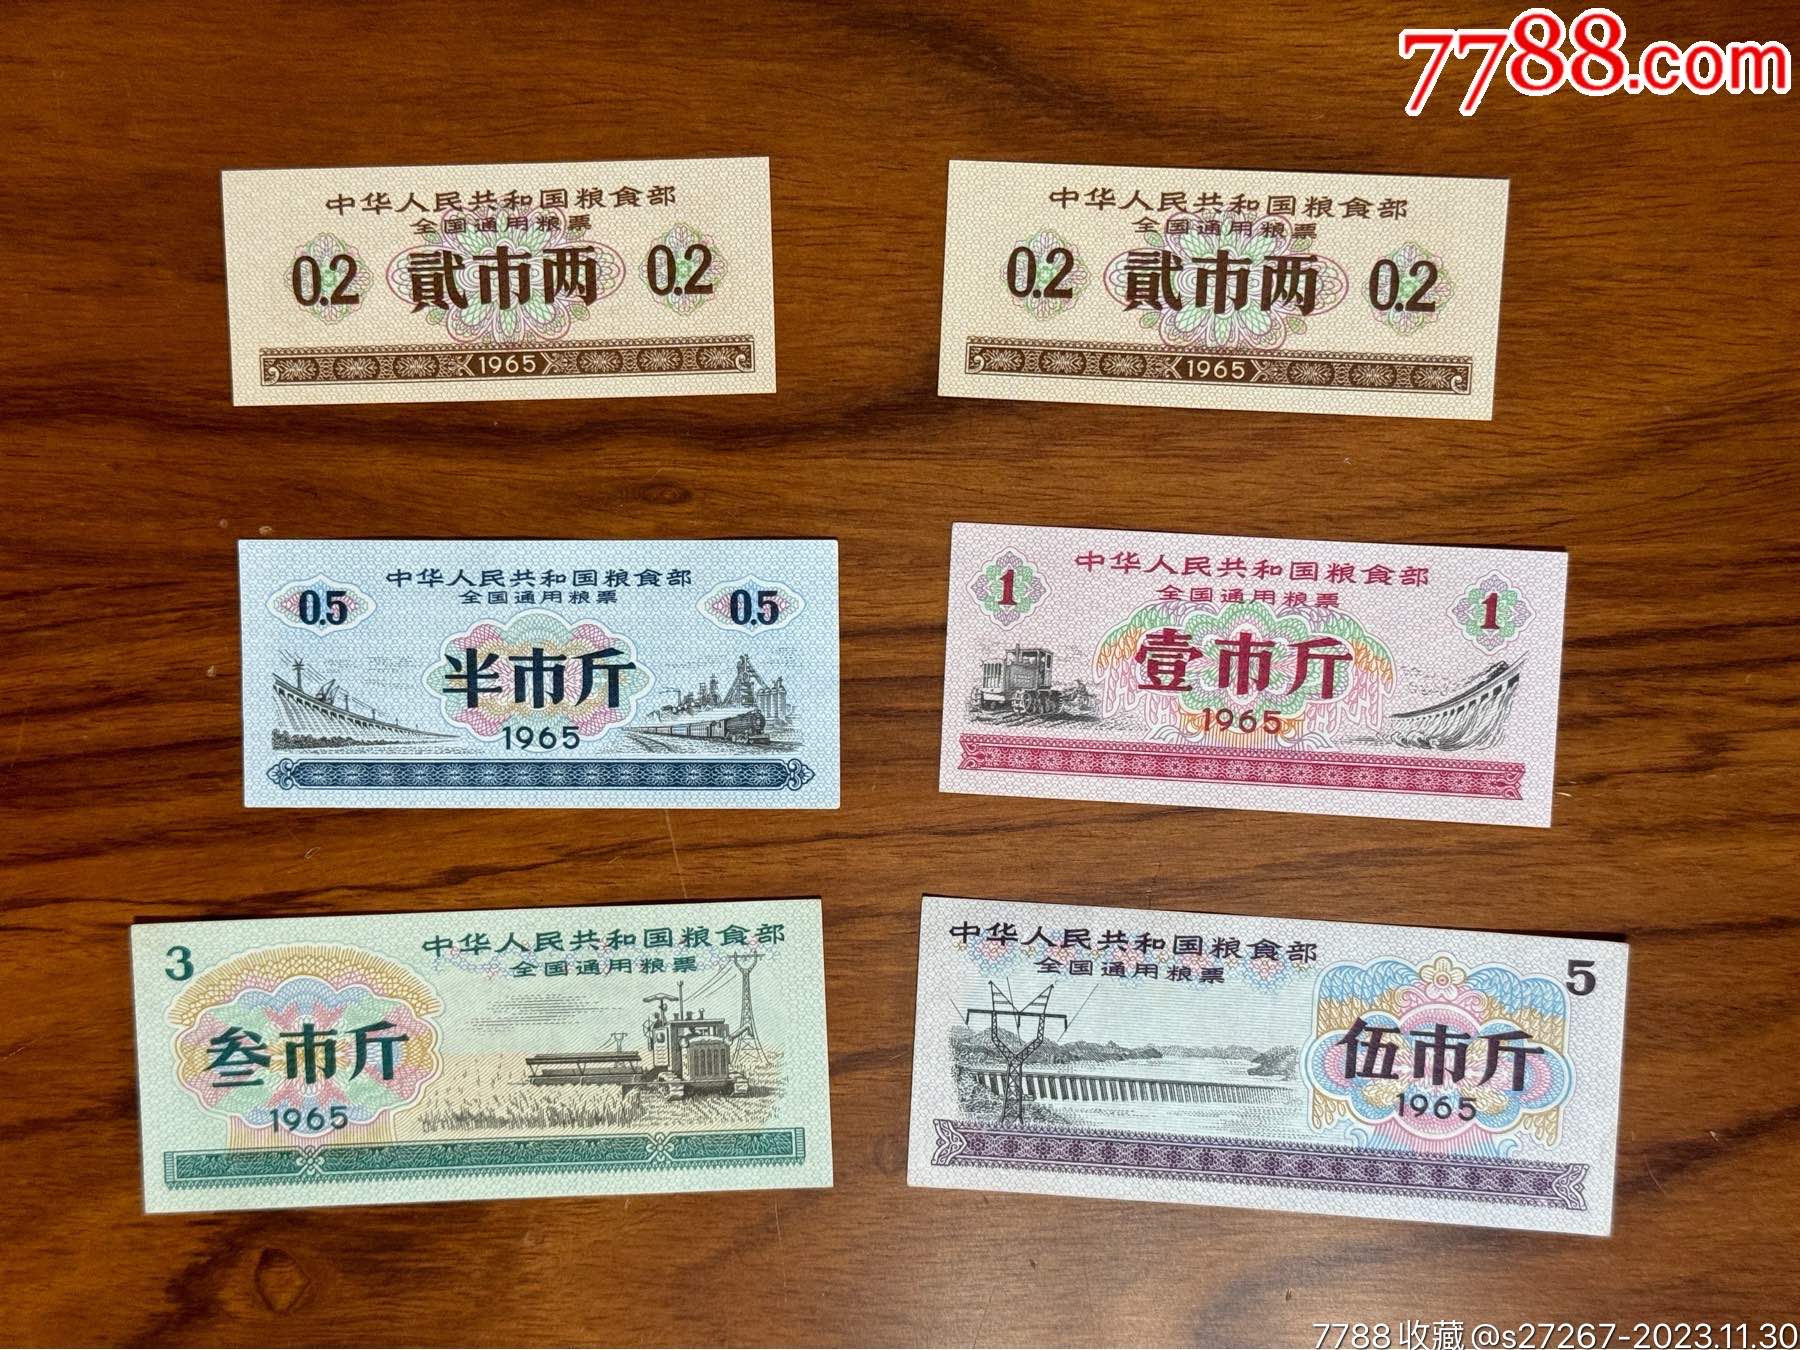 7788.com
中华人民共和国粮食部
全国通用粮票
0.2 貳市两 0.2
1965
中华人民共和国粮食部
全国通用粮票
0.2 貳市两 0.2
1965
中华人民共和国粮食部
全国通用粮票
0.5 0.5
半市斤
1965
中华人民共和国粮食部
全国通用粮票
1 1
壹市斤
1965
3
中华人民共和国粮食部
全国通用粮票
叁市斤
1965
中华人民共和国粮食部
全国通用粮票
5
伍市斤
1965
7788收藏@s27267-2023.11.30